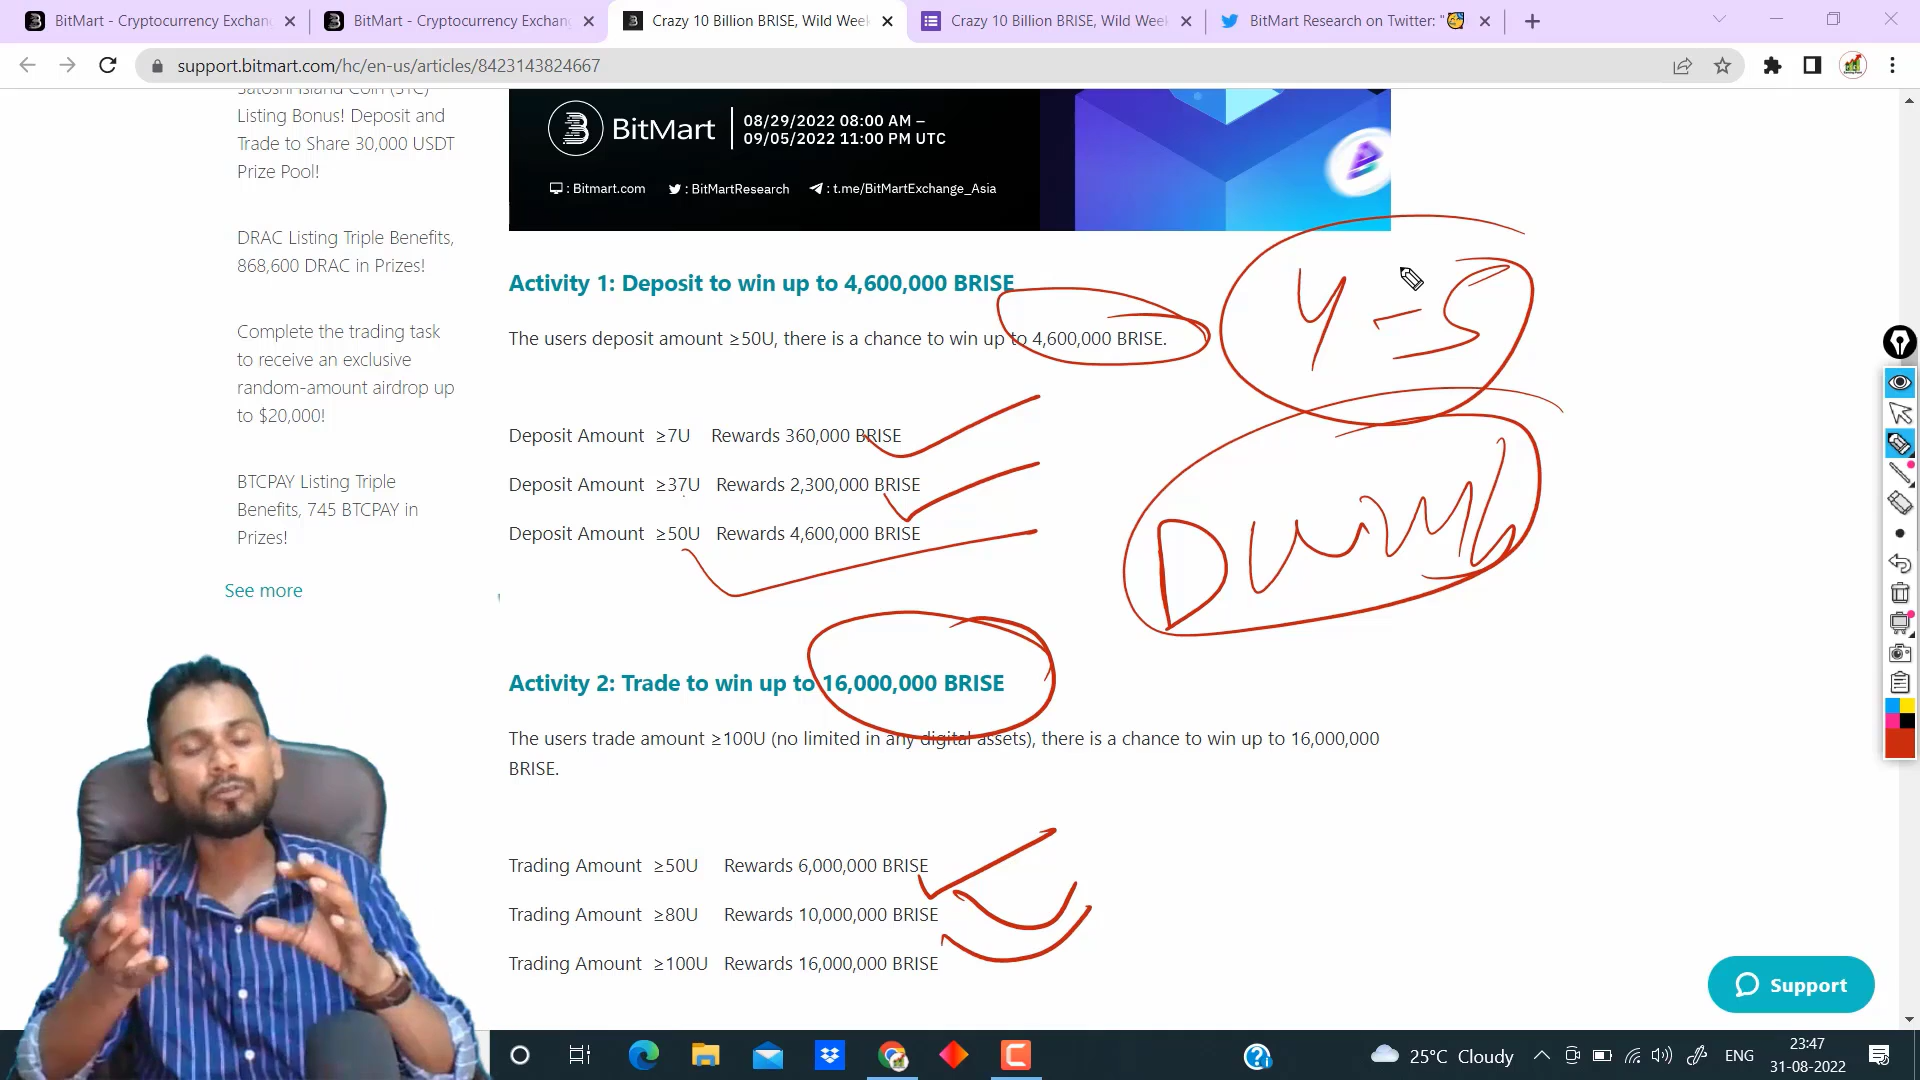 BitMart - Cryptocurrency Exchan
BitMart - Cryptocurrency Exchang
Crazy 10 Billion BRISE, Wild Week
Crazy 10 Billion BRISE, Wild Week
BitMart Research on Twitter: "
support.bitmart.com/hc/en-us/articles/8423143824667
Satoshi Island Coin (STC)
Listing Bonus! Deposit and
Trade to Share 30,000 USDT
Prize Pool!
DRAC Listing Triple Benefits,
868,600 DRAC in Prizes!
Complete the trading task
to receive an exclusive
random-amount airdrop up
to $20,000!
BTCPAY Listing Triple
Benefits, 745 BTCPAY in
Prizes!
See more
BitMart
08/29/2022 08:00 AM –
09/05/2022 11:00 PM UTC
: Bitmart.com : BitMartResearch : t.me/BitMartExchange_Asia
Activity 1: Deposit to win up to 4,600,000 BRISE
The users deposit amount ≥50U, there is a chance to win up to 4,600,000 BRISE.
Deposit Amount ≥7U Rewards 360,000 BRISE
Deposit Amount ≥37U Rewards 2,300,000 BRISE
Deposit Amount ≥50U Rewards 4,600,000 BRISE
4 - 5
Activity 2: Trade to win up to 16,000,000 BRISE
The users trade amount ≥100U (no limited in any digital assets), there is a chance to win up to 16,000,000
BRISE.
Trading Amount ≥50U Rewards 6,000,000 BRISE
Trading Amount ≥80U Rewards 10,000,000 BRISE
Trading Amount ≥100U Rewards 16,000,000 BRISE
Support
25°C Cloudy
ENG
23:47
31-08-2022